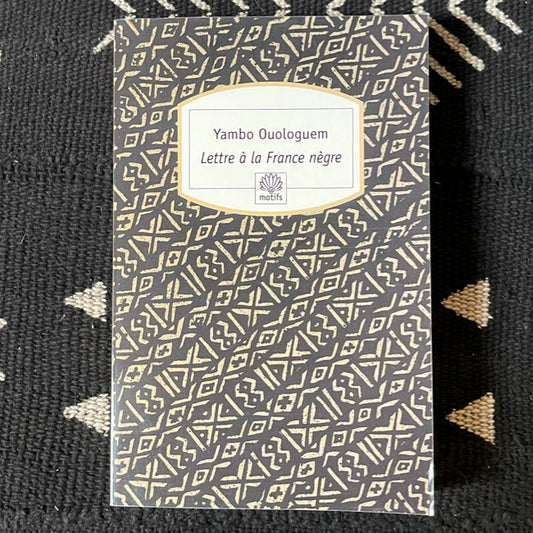 Yambo Ouologuem
Lettre à la France nègre
motifs